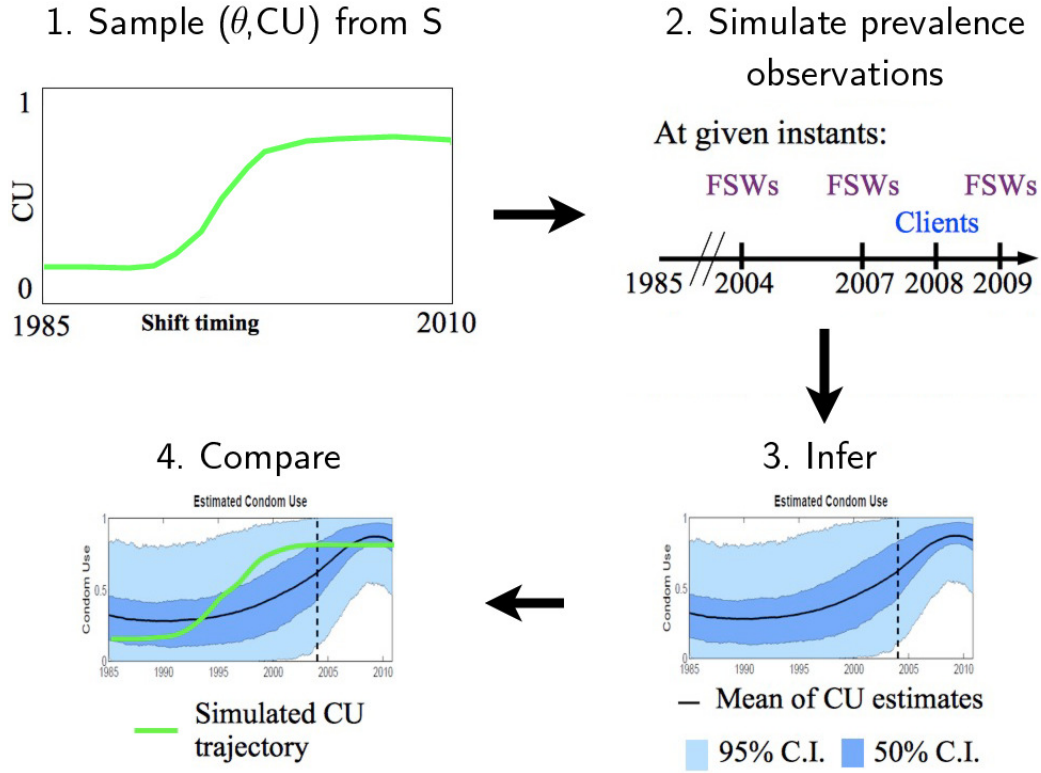 1. Sample (θ,CU) from S
1
CU
0
1985
Shift timing
2010
2. Simulate prevalence
observations
At given instants:
FSWs FSWs FSWs
Clients
1985 2004 2007 2008 2009
4. Compare
Estimated Condom Use
Condom Use
1
0.5
0
1985 1990 1995 2000 2005 2010
Simulated CU
trajectory
3. Infer
Estimated Condom Use
Condom Use
1
0.5
0
1985 1990 1995 2000 2005 2010
Mean of CU estimates
95% C.I. 50% C.I.